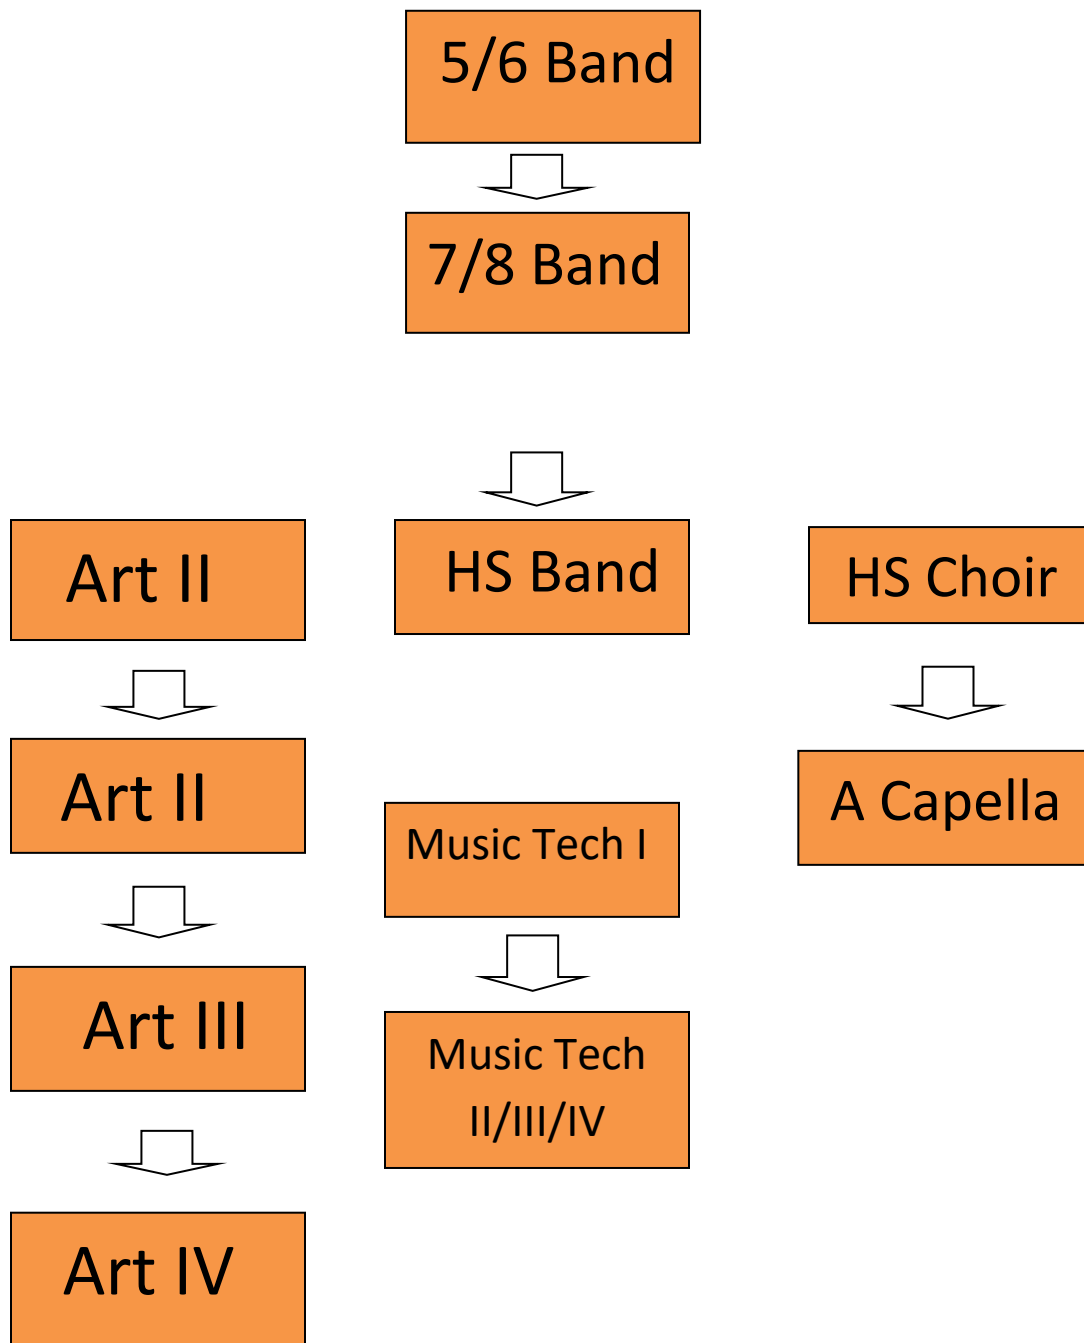 5/6 Band
7/8 Band
Art II
HS Band
HS Choir
Art II
Music Tech I
A Capella
Art III
Music Tech
II/III/IV
Art IV